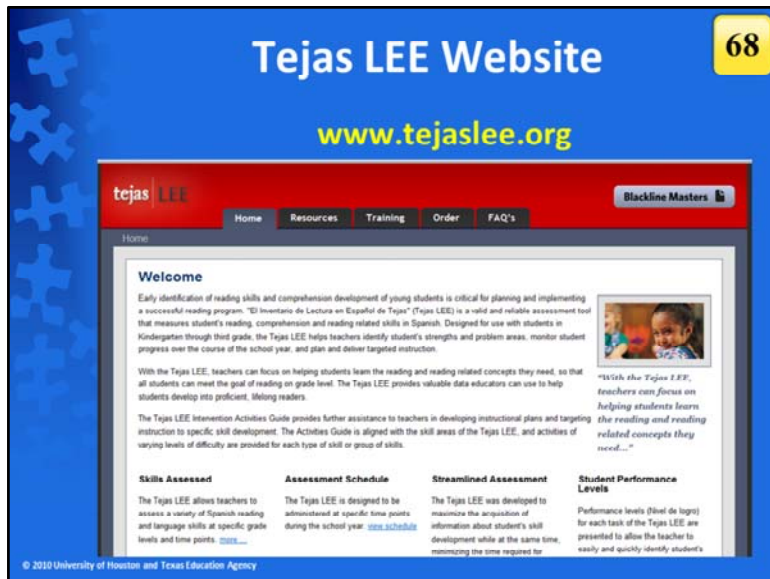 Tejas LEE Website
68
www.tejaslee.org
tejas LEE
Blackline Masters
Home
Resources
Training
Order
FAQ's
Home
Welcome
Early identification of reading skills and comprehension development of young students is critical for planning and implementing
a successful reading program. "El Inventario de Lectura en Español de Tejas" (Tejas LEE) is a valid and reliable assessment tool
that measures student's reading, comprehension and reading related skills in Spanish. Designed for use with students in
Kindergarten through third grade, the Tejas LEE helps teachers identify student's strengths and problem areas, monitor student
progress over the course of the school year, and plan and deliver targeted instruction.
With the Tejas LEE, teachers can focus on helping students learn the reading and reading related concepts they need, so that
all students can meet the goal of reading on grade level. The Tejas LEE provides valuable data educators can use to help
students develop into proficient, lifelong readers.
The Tejas LEE Intervention Activities Guide provides further assistance to teachers in developing instructional plans and targeting
instruction to specific skill development. The Activities Guide is aligned with the skill areas of the Tejas LEE, and activities of
varying levels of difficulty are provided for each type of skill or group of skills.
"With the Tejas LEE,
teachers can focus on
helping students learn
the reading and reading
related concepts they
need..."
Skills Assessed
The Tejas LEE allows teachers to
assess a variety of Spanish reading
and language skills at specific grade
levels and time points. more ...
Assessment Schedule
The Tejas LEE is designed to be
administered at specific time points
during the school year. view schedule
Streamlined Assessment
The Tejas LEE was developed to
maximize the acquisition of
information about student's skill
development while at the same time,
minimizing the time required for
Student Performance
Levels
Performance levels (Nivel de logro)
for each task of the Tejas LEE are
presented to allow the teacher to
easily and quickly identify student's
© 2010 University of Houston and Texas Education Agency